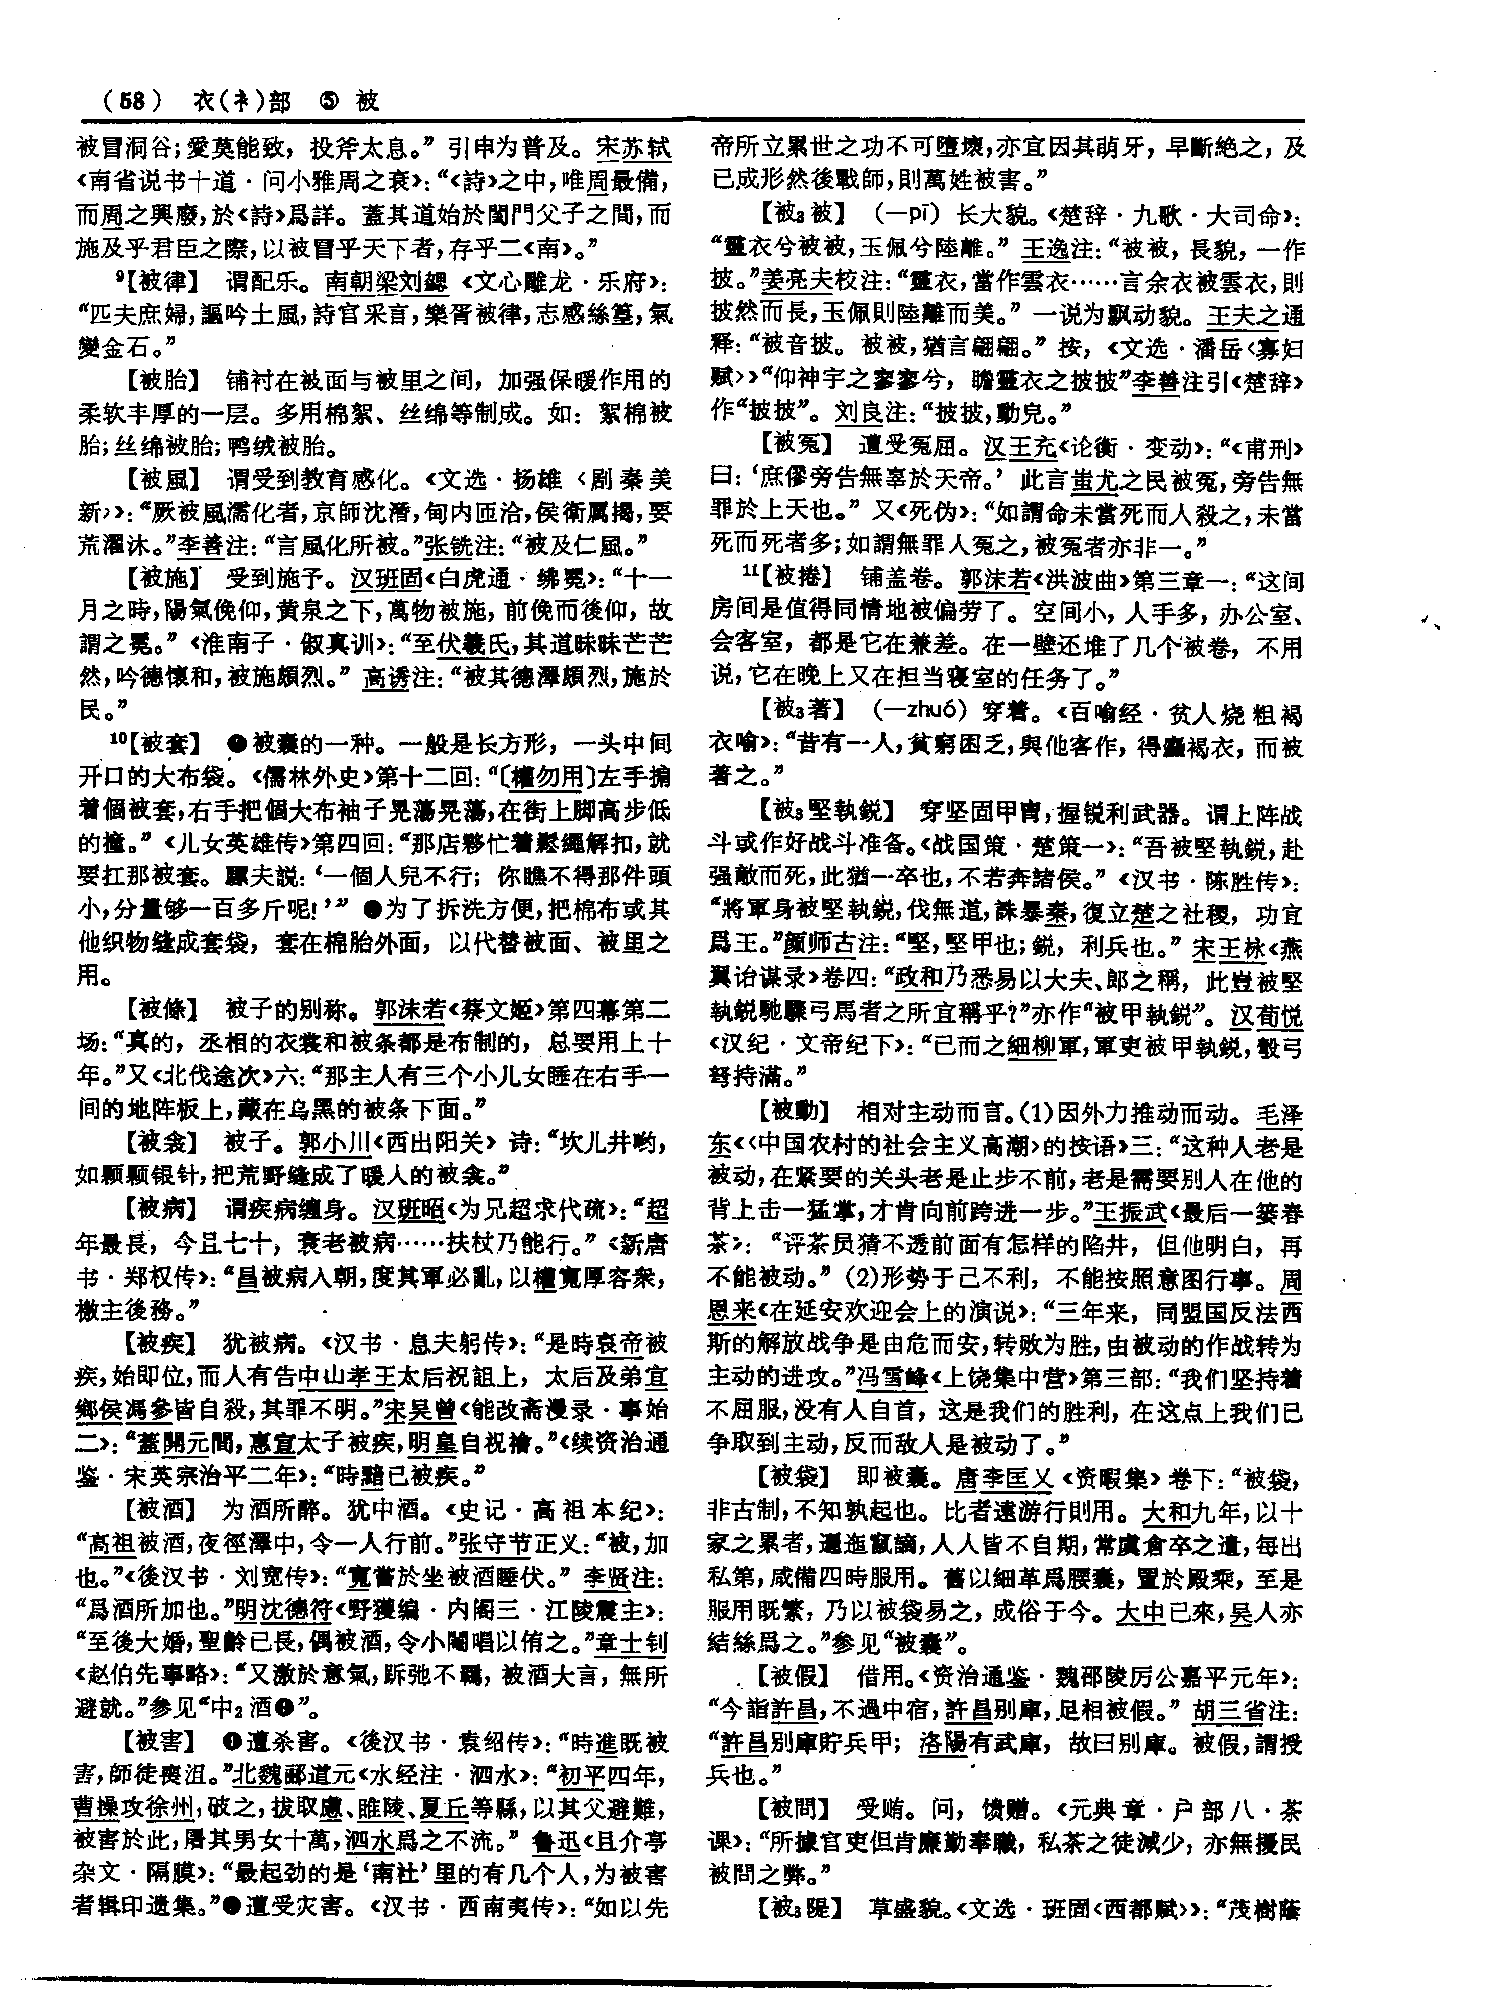 (58) 衣(衤)部 ⑤ 被
被冒洞谷;愛莫能致，投斧太息。”引申为普及。宋苏轼
《南省说书十道·问小雅周之衰》:“《詩》之中,唯周最備,
而周之興廢,於《詩》爲詳。蓋其道始於閨門父子之間,而
施及乎君臣之際,以被冒乎天下者,存乎二《南》。”
⁹【被律】 谓配乐。南朝梁刘勰《文心雕龙·乐府》:
“匹夫庶婦,謳吟土風,詩官采言,樂胥被律,志感絲篁,氣
變金石。”
【被胎】 铺衬在被面与被里之间，加强保暖作用的
柔软丰厚的一层。多用棉絮、丝绵等制成。如：絮棉被
胎;丝绵被胎;鸭绒被胎。
【被風】 谓受到教育感化。《文选·扬雄〈剧秦美
新〉》:“厥被風濡化者,京師沈潛,甸内匝洽,侯衛厲揭,要
荒濯沐。”李善注:“言風化所被。”张铣注:“被及仁風。”
【被施】 受到施予。汉班固《白虎通·绋冕》:“十一
月之時,陽氣俛仰,黄泉之下,萬物被施，前俛而後仰，故
謂之冕。”《淮南子·俶真训》:“至伏羲氏,其道昧昧芒芒
然,吟德懷和,被施頗烈。”高诱注:“被其德澤頗烈,施於
民。”
¹⁰【被套】 ❶被囊的一种。一般是长方形，一头中间
开口的大布袋。《儒林外史》第十二回:“〔權勿用〕左手掮
着個被套,右手把個大布袖子晃蕩晃蕩,在街上脚高步低
的撞。”《儿女英雄传》第四回:“那店夥忙着鬆繩解扣,就
要扛那被套。騾夫説:‘一個人兒不行；你瞧不得那件頭
小,分量够一百多斤呢!’”❷为了拆洗方便,把棉布或其
他织物缝成套袋，套在棉胎外面，以代替被面、被里之
用。
【被條】 被子的别称。郭沫若《蔡文姬》第四幕第二
场:“真的，丞相的衣裳和被条都是布制的，总要用上十
年。”又《北伐途次》六:“那主人有三个小儿女睡在右手一
间的地阵板上,藏在乌黑的被条下面。”
【被衾】 被子。郭小川《西出阳关》诗:“坎儿井哟,
如颗颗银针,把荒野缝成了暖人的被衾。”
【被病】 谓疾病缠身。汉班昭《为兄超求代疏》:“超
年最長，今且七十，衰老被病……扶杖乃能行。”《新唐
书·郑权传》:“昌被病入朝,度其軍必亂,以權寬厚容衆,
檄主後務。”
【被疾】 犹被病。《汉书·息夫躬传》:“是時哀帝被
疾,始即位,而人有告中山孝王太后祝詛上，太后及弟宜
鄉侯馮參皆自殺,其罪不明。”宋吴曾《能改斋漫录·事始
二》:“蓋開元間,惠宣太子被疾,明皇自祝禱。”《续资治通
鉴·宋英宗治平二年》:“時黯已被疾。”
【被酒】 为酒所醉。犹中酒。《史记·高祖本纪》:
“高祖被酒,夜徑澤中,令一人行前。”张守节正义:“被,加
也。”《後汉书·刘宽传》:“寬嘗於坐被酒睡伏。”李贤注:
“爲酒所加也。”明沈德符《野獲编·内阁三·江陵震主》:
“至後大婚,聖齡已長,偶被酒,令小閹唱以侑之。”章士钊
《赵伯先事略》:“又激於意氣,跅弛不羈，被酒大言，無所
避就。”参见“中₂酒❶”。
【被害】 ❶遭杀害。《後汉书·袁绍传》:“時進既被
害,師徒喪沮。”北魏郦道元《水经注·泗水》:“初平四年,
曹操攻徐州,破之,拔取慮、睢陵、夏丘等縣,以其父避難,
被害於此,屠其男女十萬,泗水爲之不流。”鲁迅《且介亭
杂文·隔膜》:“最起劲的是‘南社’里的有几个人,为被害
者辑印遗集。”❷遭受灾害。《汉书·西南夷传》:“如以先
帝所立累世之功不可墮壞,亦宜因其萌牙，早斷絶之，及
已成形然後戰師,則萬姓被害。”
【被₃被】 (—pī) 长大貌。《楚辞·九歌·大司命》:
“靈衣兮被被,玉佩兮陸離。”王逸注:“被被，長貌，一作
披。”姜亮夫校注:“靈衣,當作雲衣……言余衣被雲衣,則
披然而長,玉佩則陸離而美。”一说为飘动貌。王夫之通
释:“被音披。被被,猶言翩翩。”按，《文选·潘岳〈寡妇
赋〉》“仰神宇之寥寥兮，瞻靈衣之披披”李善注引《楚辞》
作“披披”。刘良注:“披披,動皃。”
【被冤】 遭受冤屈。汉王充《论衡·变动》:“《甫刑》
曰:‘庶僇旁告無辜於天帝。’此言蚩尤之民被冤,旁告無
罪於上天也。”又《死伪》:“如謂命未當死而人殺之,未當
死而死者多;如謂無罪人冤之,被冤者亦非一。”
¹¹【被捲】 铺盖卷。郭沫若《洪波曲》第三章一:“这间
房间是值得同情地被偏劳了。空间小，人手多，办公室、
会客室，都是它在兼差。在一壁还堆了几个被卷，不用
说,它在晚上又在担当寝室的任务了。”
【被₃著】 (—zhuó) 穿着。《百喻经·贫人烧粗褐
衣喻》:“昔有一人,貧窮困乏,與他客作，得麤褐衣，而被
著之。”
【被₃堅執鋭】 穿坚固甲胄,握锐利武器。谓上阵战
斗或作好战斗准备。《战国策·楚策一》:“吾被堅執鋭,赴
强敵而死,此猶一卒也,不若奔諸侯。”《汉书·陈胜传》:
“將軍身被堅執鋭,伐無道,誅暴秦,復立楚之社稷，功宜
爲王。”颜师古注:“堅,堅甲也;鋭，利兵也。”宋王栐《燕
翼诒谋录》卷四:“政和乃悉易以大夫、郎之稱，此豈被堅
執鋭馳驟弓馬者之所宜稱乎?”亦作“被甲執鋭”。汉荀悦
《汉纪·文帝纪下》:“已而之細柳軍,軍吏被甲執鋭,彀弓
弩持滿。”
【被動】 相对主动而言。(1)因外力推动而动。毛泽
东《〈中国农村的社会主义高潮〉的按语》三:“这种人老是
被动,在紧要的关头老是止步不前,老是需要别人在他的
背上击一猛掌,才肯向前跨进一步。”王振武《最后一篓春
茶》:“评茶员猜不透前面有怎样的陷井，但他明白，再
不能被动。”(2)形势于己不利，不能按照意图行事。周
恩来《在延安欢迎会上的演说》:“三年来，同盟国反法西
斯的解放战争是由危而安,转败为胜,由被动的作战转为
主动的进攻。”冯雪峰《上饶集中营》第三部:“我们坚持着
不屈服,没有人自首，这是我们的胜利，在这点上我们已
争取到主动,反而敌人是被动了。”
【被袋】 即被囊。唐李匡乂《资暇集》卷下:“被袋,
非古制,不知孰起也。比者遠游行則用。大和九年,以十
家之累者,邐迤竄謫,人人皆不自期,常虞倉卒之遣,每出
私第,咸備四時服用。舊以細革爲腰囊，置於殿乘，至是
服用既繁，乃以被袋易之，成俗于今。大中已來,吴人亦
結絲爲之。”参见“被囊”。
【被假】 借用。《资治通鉴·魏邵陵厉公嘉平元年》:
“今詣許昌,不過中宿,許昌别庫,足相被假。”胡三省注:
“許昌别庫貯兵甲；洛陽有武庫，故曰别庫。被假,謂授
兵也。”
【被問】 受贿。问，馈赠。《元典章·户部八·茶
课》:“所據官吏但肯廉勤奉職，私茶之徒減少，亦無擾民
被問之弊。”
【被₃隄】 草盛貌。《文选·班固〈西都赋〉》:“茂樹蔭